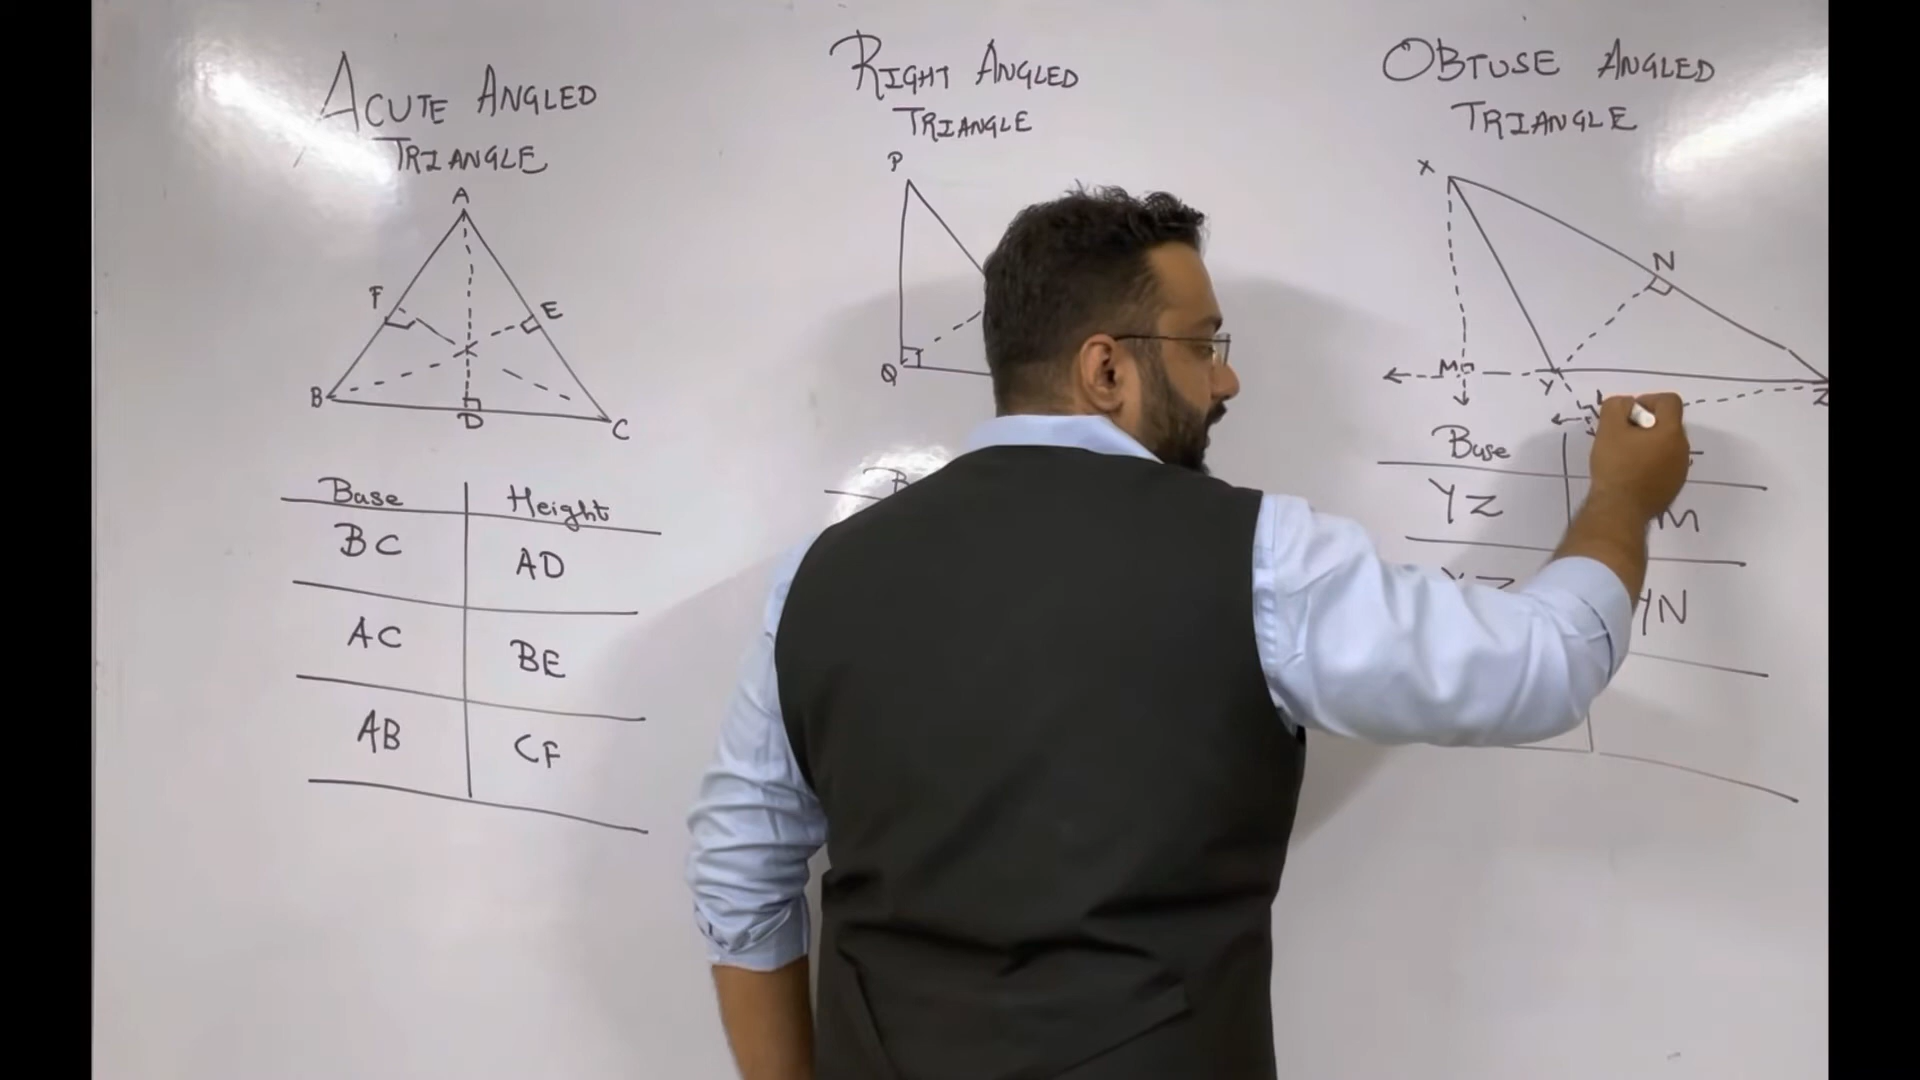 ACUTE ANGLED
TRIANGLE
A
F
E
B
D
C
Base Height
BC AD
AC BE
AB CF
RIGHT ANGLED
TRIANGLE
P
Q
OBTUSE ANGLED
TRIANGLE
X
N
M
Y
Z
Base
YZ M
YN